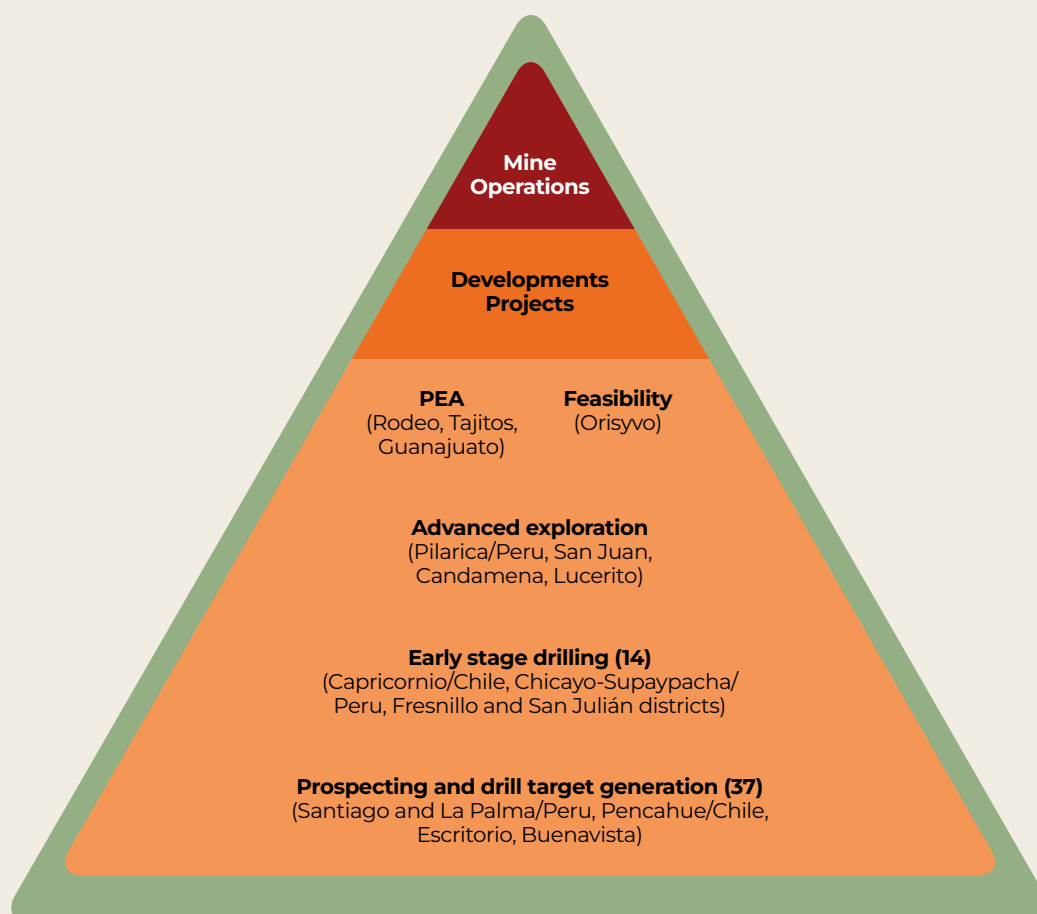 Mine
Operations
Developments
Projects
PEA
(Rodeo, Tajitos,
Guanajuato)
Feasibility
(Orisyvo)
Advanced exploration
(Pilarica/Peru, San Juan,
Candamena, Lucerito)
Early stage drilling (14)
(Capricornio/Chile, Chicayo-Supaypacha/
Peru, Fresnillo and San Julián districts)
Prospecting and drill target generation (37)
(Santiago and La Palma/Peru, Pencahue/Chile,
Escritorio, Buenavista)